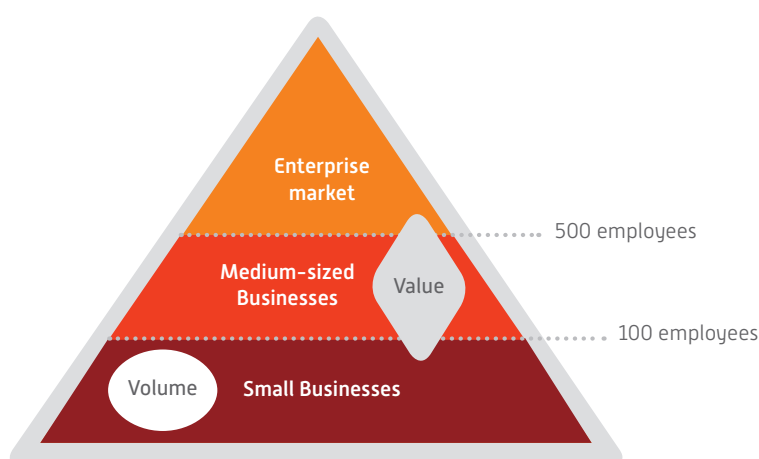 Enterprise
market
500 employees
Medium-sized
Businesses
Value
100 employees
Volume
Small Businesses